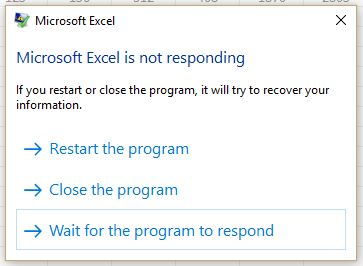 Microsoft Excel
Microsoft Excel is not responding
If you restart or close the program, it will try to recover your
information.
Restart the program
Close the program
Wait for the program to respond